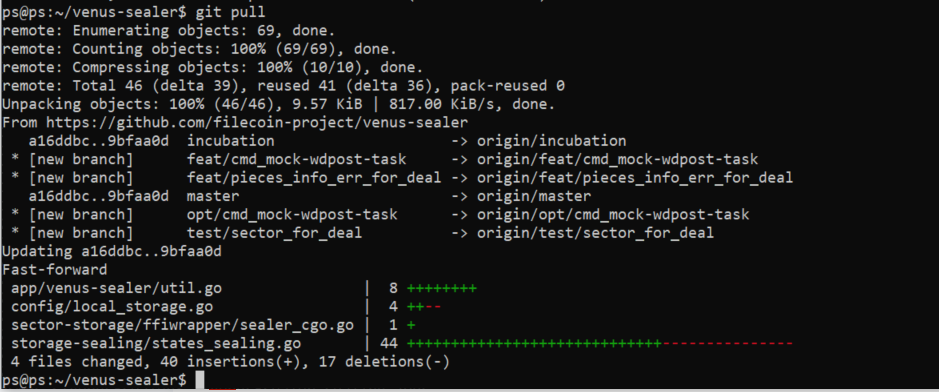 ps@ps:~/venus-sealer$ git pull
remote: Enumerating objects: 69, done.
remote: Counting objects: 100% (69/69), done.
remote: Compressing objects: 100% (10/10), done.
remote: Total 46 (delta 39), reused 41 (delta 36), pack-reused 0
Unpacking objects: 100% (46/46), 9.57 KiB | 817.00 KiB/s, done.
From https://github.com/filecoin-project/venus-sealer
   a16ddbc..9bfaa0d  incubation                   -> origin/incubation
 * [new branch]      feat/cmd_mock-wdpost-task    -> origin/feat/cmd_mock-wdpost-task
 * [new branch]      feat/pieces_info_err_for_deal -> origin/feat/pieces_info_err_for_deal
   a16ddbc..9bfaa0d  master                       -> origin/master
 * [new branch]      opt/cmd_mock-wdpost-task     -> origin/opt/cmd_mock-wdpost-task
 * [new branch]      test/sector_for_deal         -> origin/test/sector_for_deal
Updating a16ddbc..9bfaa0d
Fast-forward
 app/venus-sealer/util.go                |  8 ++++++++
 config/local_storage.go                 |  4 ++--
 sector-storage/ffiwrapper/sealer_cgo.go |  1 +
 storage-sealing/states_sealing.go       | 44 +++++++++++++++++++++++++++++---------------
 4 files changed, 40 insertions(+), 17 deletions(-)
ps@ps:~/venus-sealer$